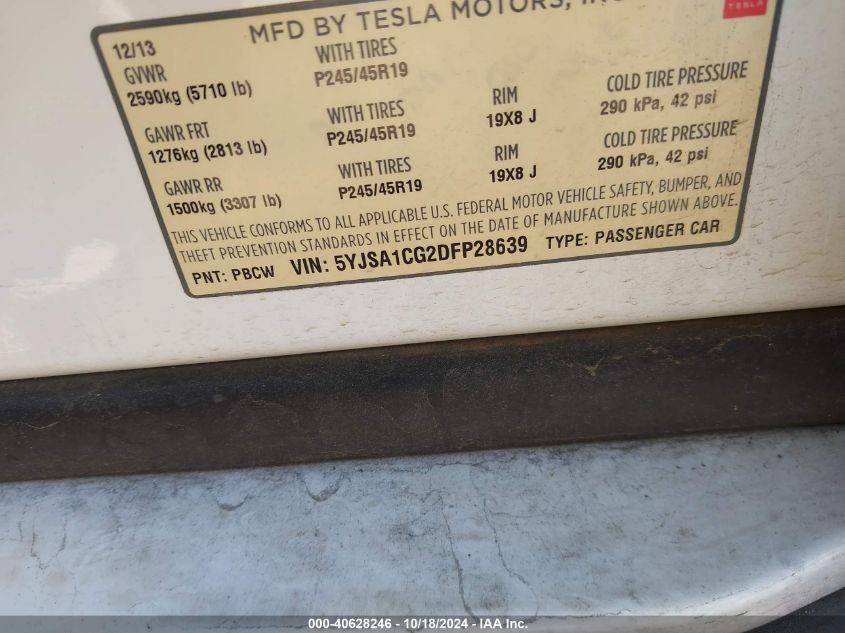 MFD BY TESLA MOTORS, INC
TESLA
12/13
GVWR
2590kg (5710 lb)
WITH TIRES
P245/45R19
GAWR FRT
1276kg (2813 lb)
WITH TIRES
P245/45R19
RIM
19X8 J
COLD TIRE PRESSURE
290 kPa, 42 psi
GAWR RR
1500kg (3307 lb)
WITH TIRES
P245/45R19
RIM
19X8 J
COLD TIRE PRESSURE
290 kPa, 42 psi
THIS VEHICLE CONFORMS TO ALL APPLICABLE U.S. FEDERAL MOTOR VEHICLE SAFETY, BUMPER, AND
THEFT PREVENTION STANDARDS IN EFFECT ON THE DATE OF MANUFACTURE SHOWN ABOVE.
PNT: PBCW VIN: 5YJSA1CG2DFP28639 TYPE: PASSENGER CAR
000-40628246 - 10/18/2024 - IAA Inc.